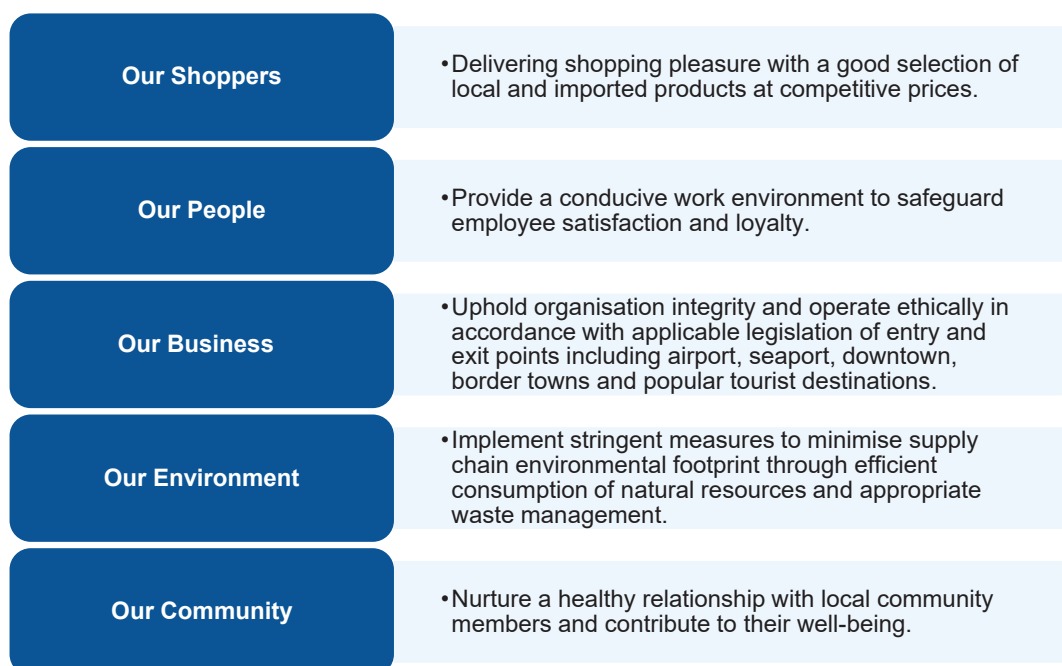 Our Shoppers
•Delivering shopping pleasure with a good selection of
local and imported products at competitive prices.
Our People
•Provide a conducive work environment to safeguard
employee satisfaction and loyalty.
Our Business
•Uphold organisation integrity and operate ethically in
accordance with applicable legislation of entry and
exit points including airport, seaport, downtown,
border towns and popular tourist destinations.
Our Environment
•Implement stringent measures to minimise supply
chain environmental footprint through efficient
consumption of natural resources and appropriate
waste management.
Our Community
•Nurture a healthy relationship with local community
members and contribute to their well-being.